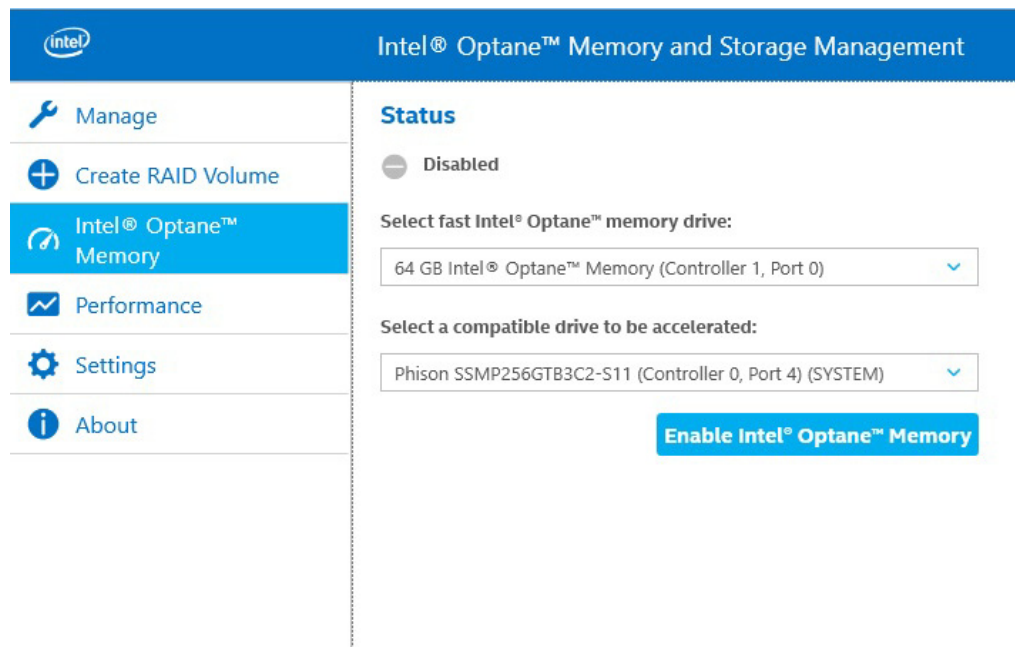 intel
Intel® Optane™ Memory and Storage Management
Manage
Create RAID Volume
Intel® Optane™
Memory
Performance
Settings
About
Status
Disabled
Select fast Intel® Optane™ memory drive:
64 GB Intel® Optane™ Memory (Controller 1, Port 0)
Select a compatible drive to be accelerated:
Phison SSMP256GTB3C2-S11 (Controller 0, Port 4) (SYSTEM)
Enable Intel® Optane™ Memory